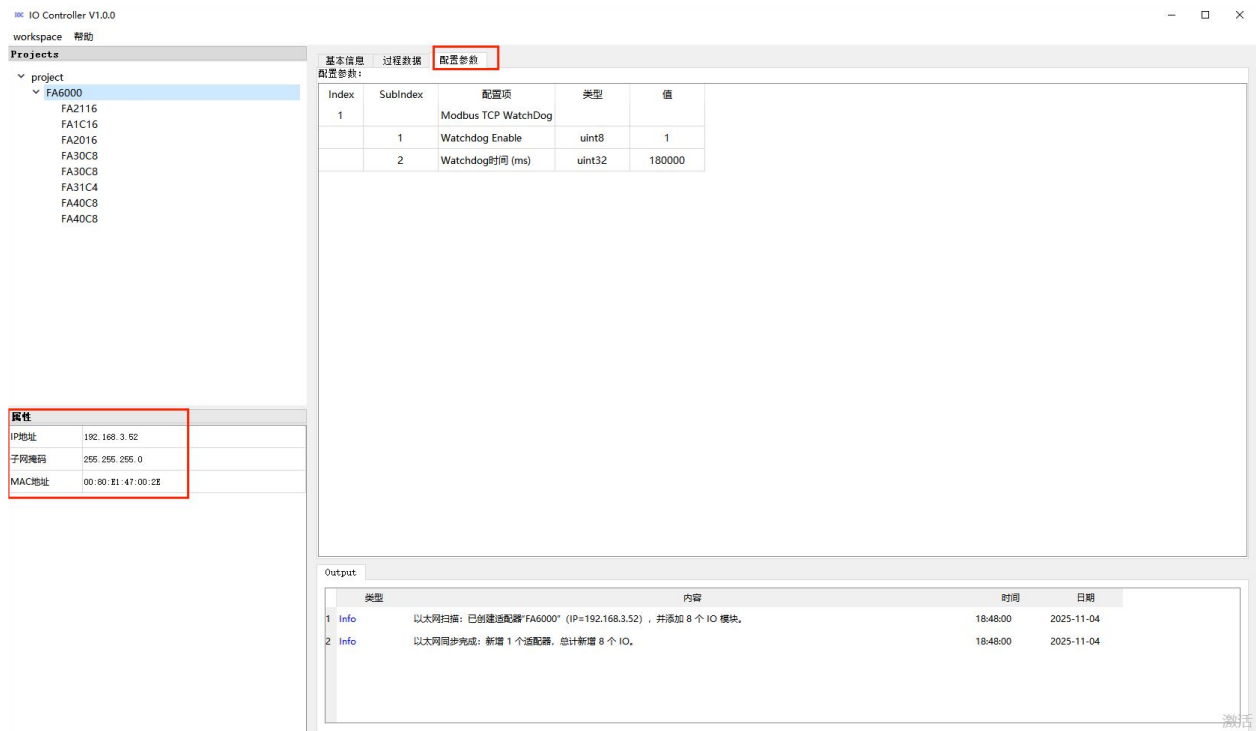 IO Controller V1.0.0
workspace 帮助
Projects
project
FA6000
FA2116
FA1C16
FA2016
FA30C8
FA30C8
FA31C4
FA40C8
FA40C8
属性
IP地址 192.168.3.52
子网掩码 255.255.255.0
MAC地址 00:80:E1:47:00:2E
基本信息 过程数据 配置参数
配置参数：
Index SubIndex 配置项 类型 值
1 Modbus TCP WatchDog
1 Watchdog Enable uint8 1
2 Watchdog时间 (ms) uint32 180000
Output
类型 内容 时间 日期
1 Info 以太网扫描：已创建适配器“FA6000”（IP=192.168.3.52），并添加 8 个 IO 模块。 18:48:00 2025-11-04
2 Info 以太网同步完成：新增 1 个适配器，总计新增 8 个 IO。 18:48:00 2025-11-04
激活